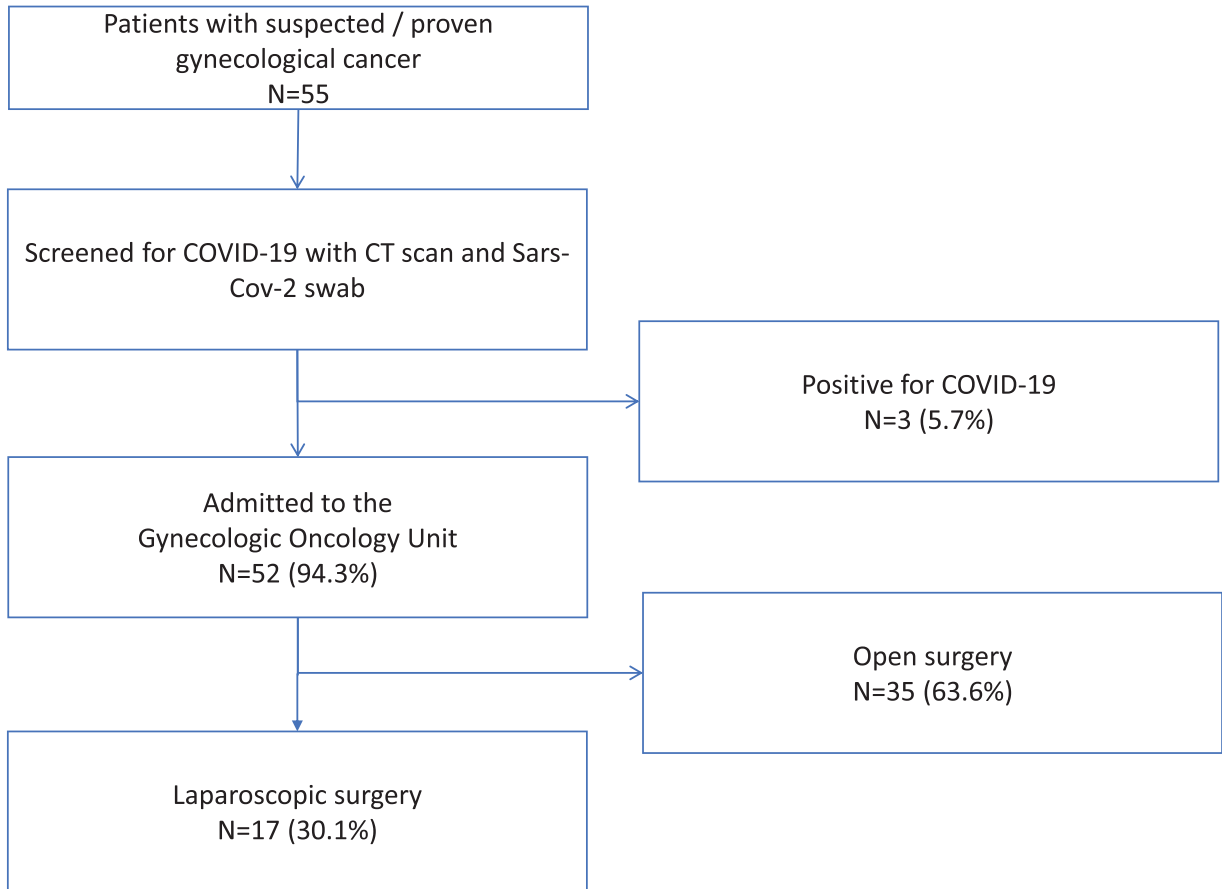 Patients with suspected / proven
gynecological cancer
N=55
Screened for COVID-19 with CT scan and Sars-
Cov-2 swab
Positive for COVID-19
N=3 (5.7%)
Admitted to the
Gynecologic Oncology Unit
N=52 (94.3%)
Open surgery
N=35 (63.6%)
Laparoscopic surgery
N=17 (30.1%)